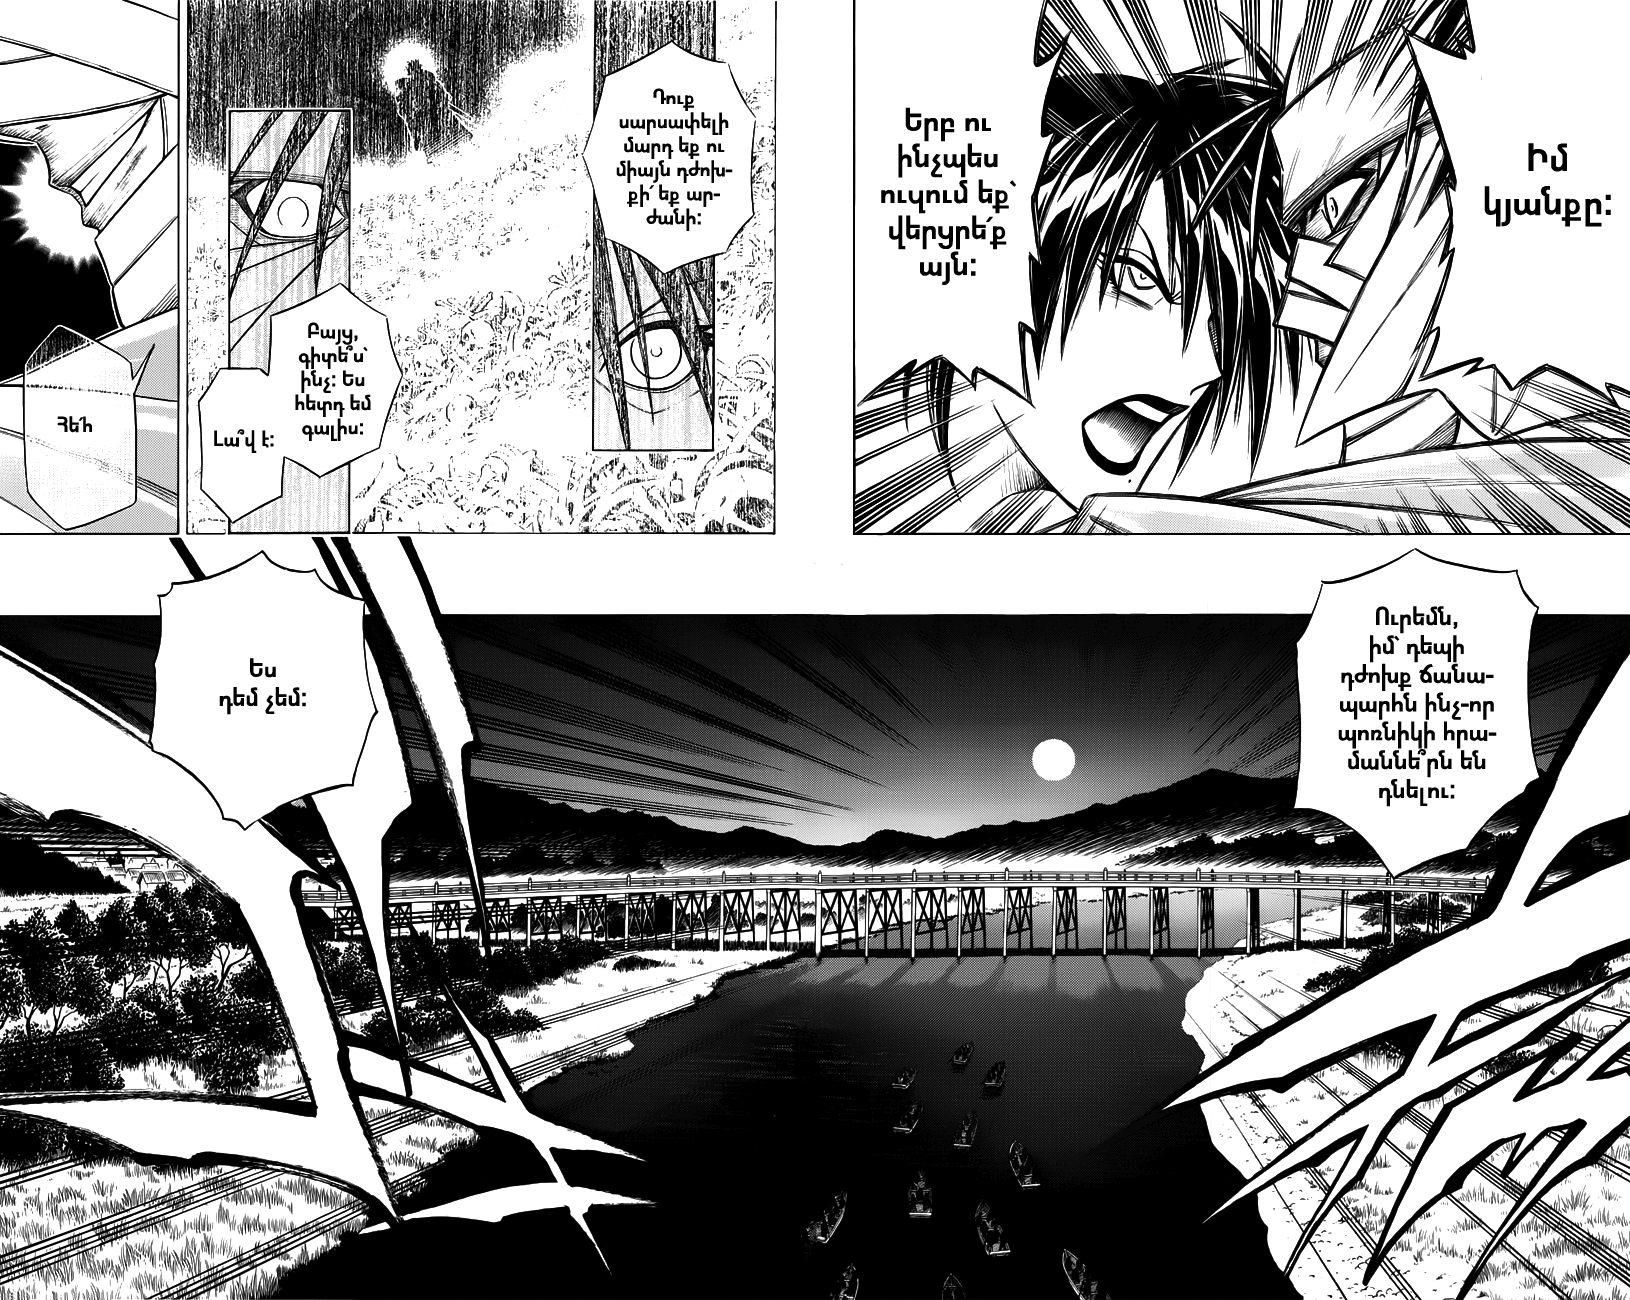 Իմ
կյանքը:
Երբ ու
ինչպես
ուզում եք՝
վերցրե՛ք
այն:
Դուք
սարսափելի
մարդ եք ու
միայն դժոխ-
քի՛ եք ար-
ժանի:
Բայց,
գիտե՞ս՝
ինչ: Ես
հետդ եմ
գալիս:
Լա՞վ է:
Հե՜հ
Ուրեմն,
իմ՝ դեպի
դժոխք ճանա-
պարհն ինչ-որ
պոռնիկի հրա-
մաննե՞րն են
դնելու:
Ես
դեմ չեմ: